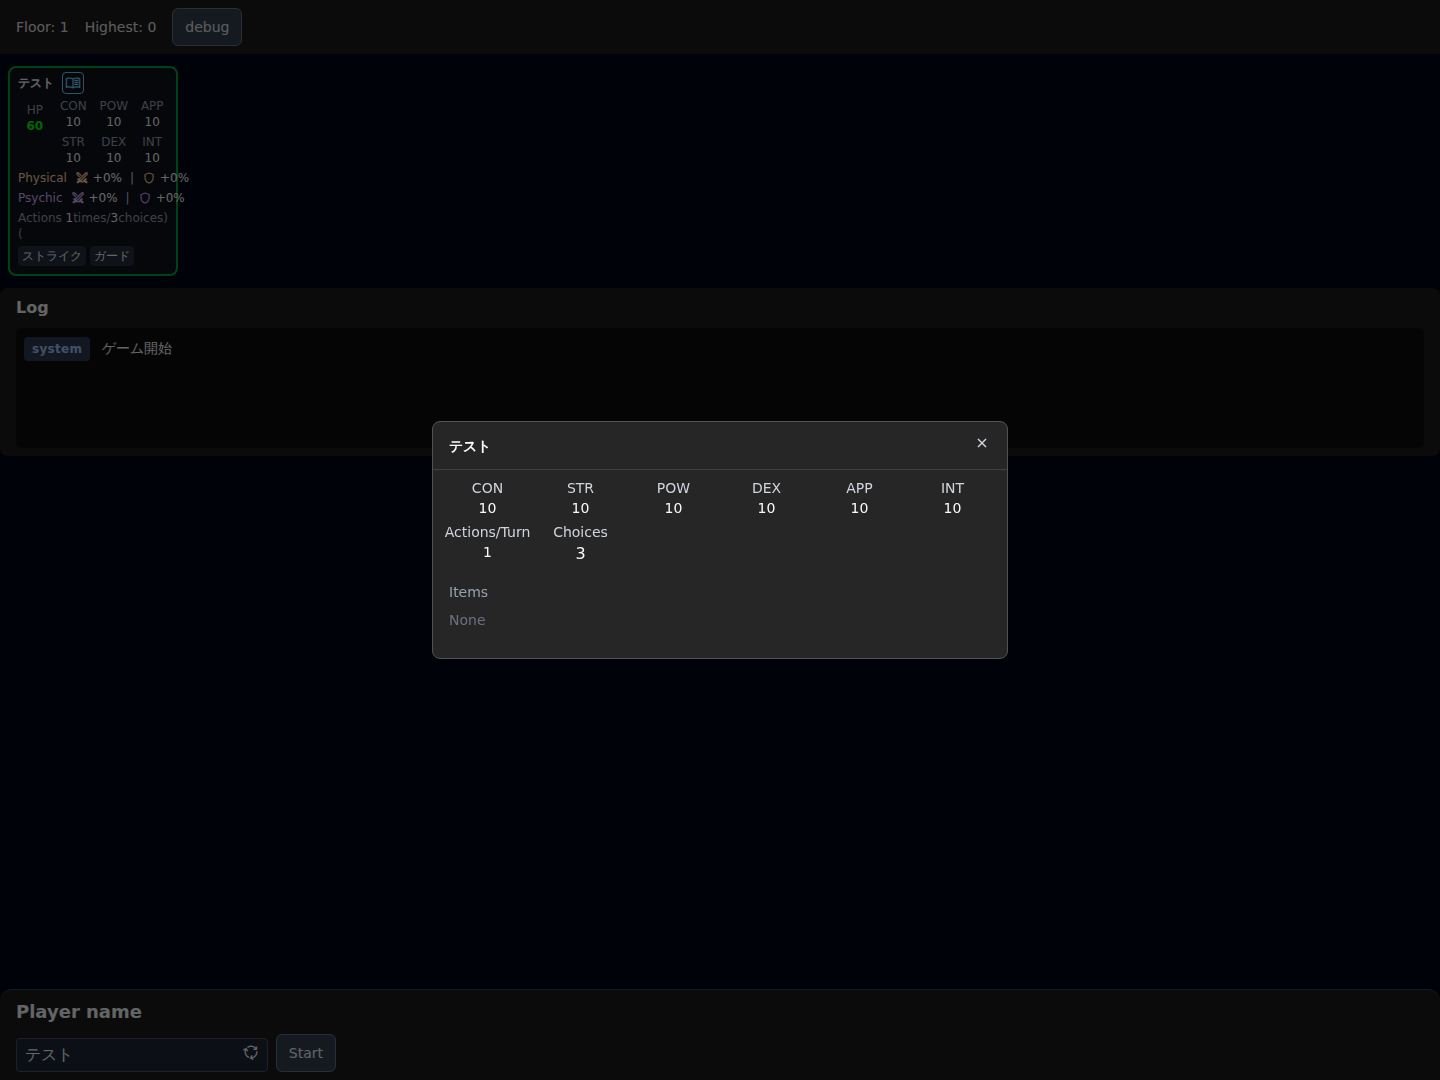 Floor: 1 Highest: 0 debug
テスト
HP CON POW APP
60 10 10 10
STR DEX INT
10 10 10
Physical +0% | +0%
Psychic +0% | +0%
Actions 1times/3choices)
(
ストライク ガード
Log
system ゲーム開始
テスト ×
CON STR POW DEX APP INT
10 10 10 10 10 10
Actions/Turn Choices
1 3
Items
None
Player name
テスト Start